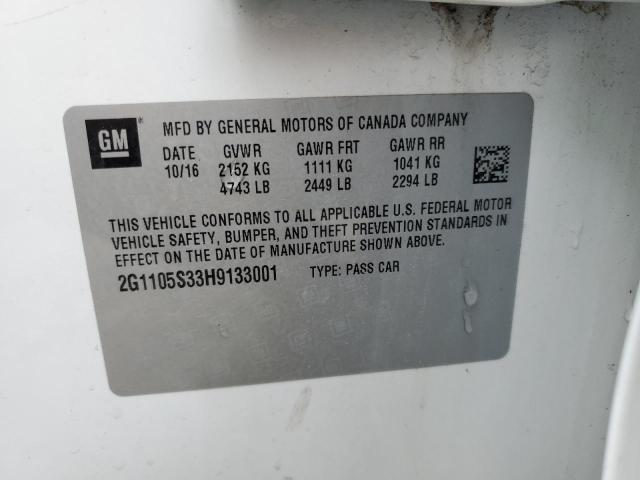 GM
MFD BY GENERAL MOTORS OF CANADA COMPANY
DATE GVWR GAWR FRT GAWR RR
10/16 2152 KG 1111 KG 1041 KG
4743 LB 2449 LB 2294 LB
THIS VEHICLE CONFORMS TO ALL APPLICABLE U.S. FEDERAL MOTOR
VEHICLE SAFETY, BUMPER, AND THEFT PREVENTION STANDARDS IN
EFFECT ON THE DATE OF MANUFACTURE SHOWN ABOVE.
2G1105S33H9133001 TYPE: PASS CAR